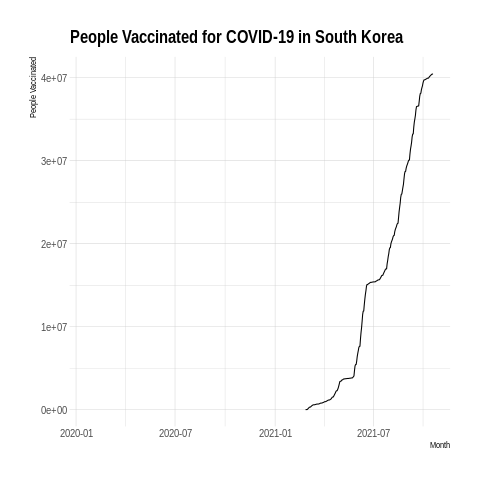 People Vaccinated for COVID-19 in South Korea
People Vaccinated
4e+07
3e+07
2e+07
1e+07
0e+00
2020-01 2020-07 2021-01 2021-07
Month